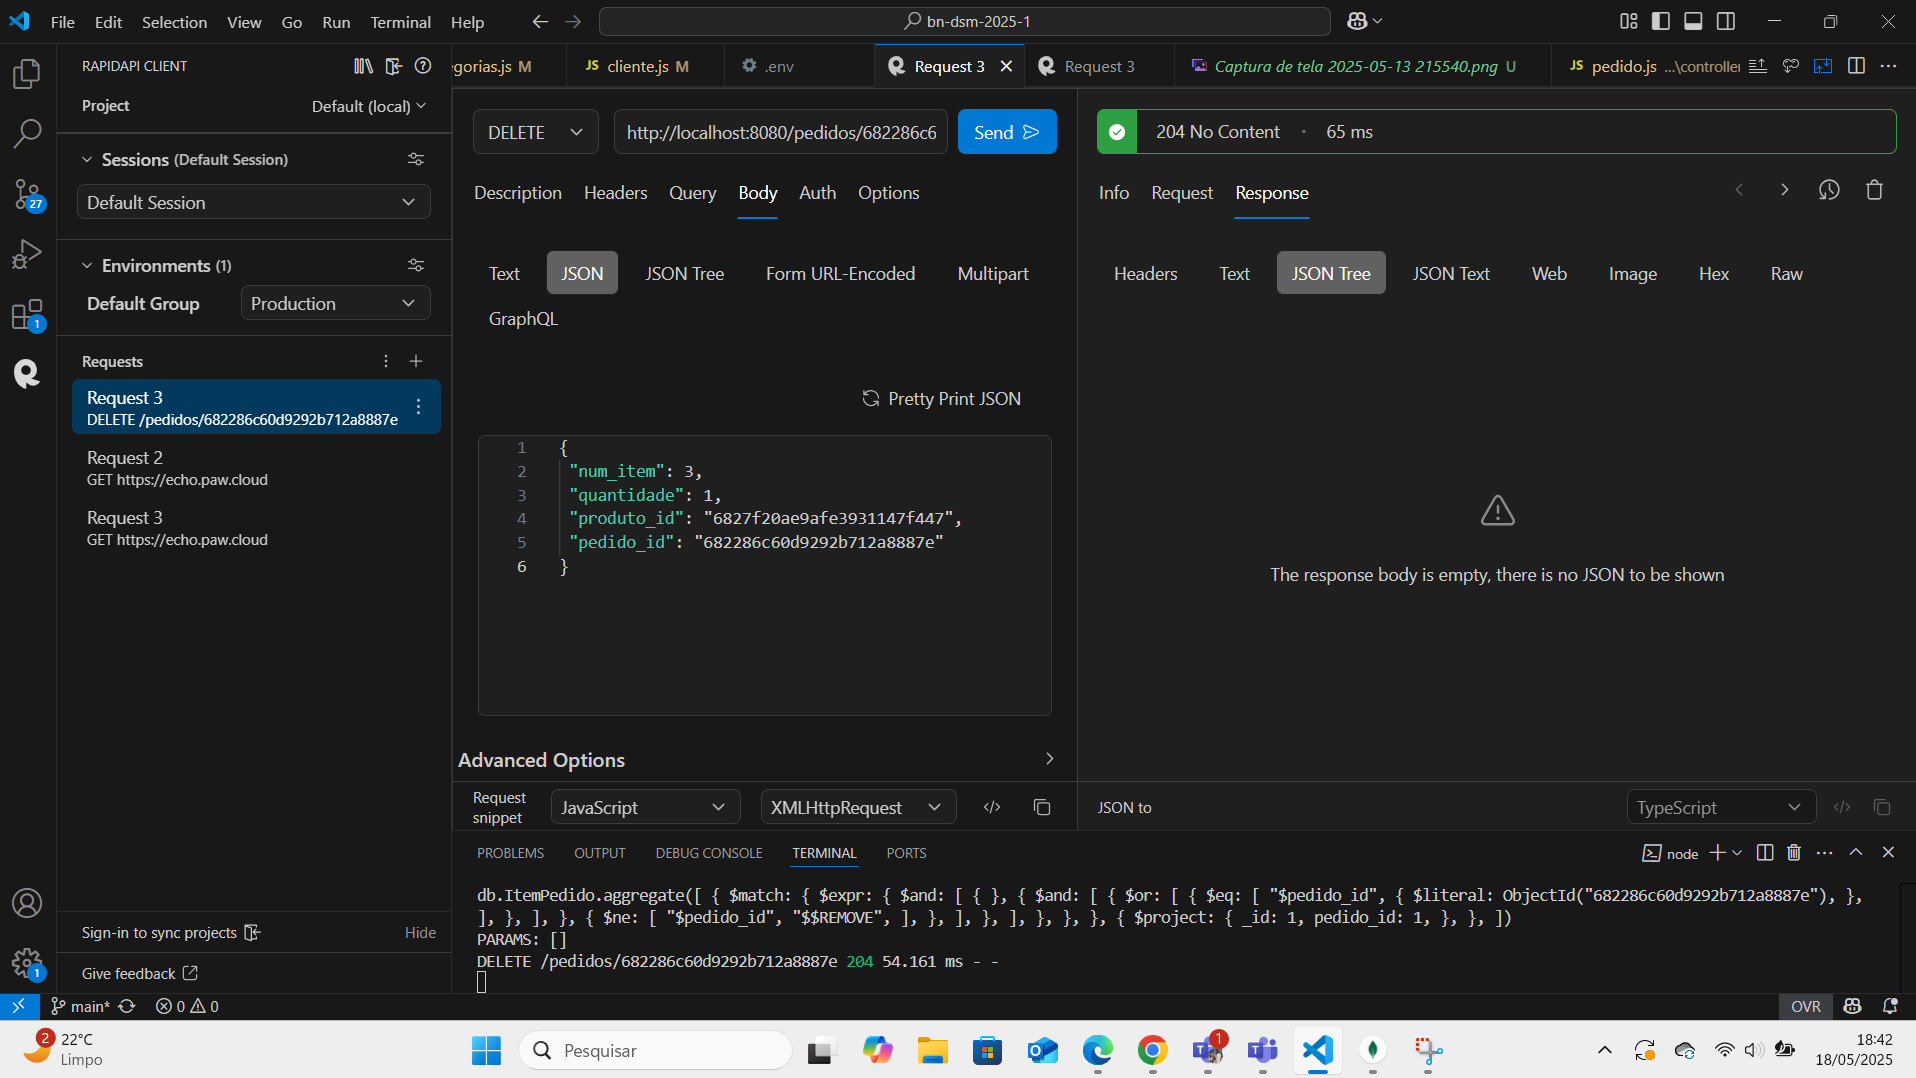 File Edit Selection View Go Run Terminal Help
bn-dsm-2025-1
RAPIDAPI CLIENT
Project
Default (local)
Sessions (Default Session)
Default Session
Environments (1)
Default Group
Production
Requests
Request 3
DELETE /pedidos/682286c60d9292b712a8887e
Request 2
GET https://echo.paw.cloud
Request 3
GET https://echo.paw.cloud
Sign-in to sync projects
Hide
Give feedback
27
1
1
egorias.js M
JS cliente.js M
.env
Request 3
Request 3
Captura de tela 2025-05-13 215540.png U
JS pedido.js ...\controller
DELETE
http://localhost:8080/pedidos/682286c6
Send
Description Headers Query Body Auth Options
Text JSON JSON Tree Form URL-Encoded Multipart
GraphQL
Pretty Print JSON
1 {
2 "num_item": 3,
3 "quantidade": 1,
4 "produto_id": "6827f20ae9afe3931147f447",
5 "pedido_id": "682286c60d9292b712a8887e"
6 }
Advanced Options
Request
snippet
JavaScript
XMLHttpRequest
204 No Content · 65 ms
Info Request Response
Headers Text JSON Tree JSON Text Web Image Hex Raw
The response body is empty, there is no JSON to be shown
JSON to
TypeScript
PROBLEMS OUTPUT DEBUG CONSOLE TERMINAL PORTS
node
db.ItemPedido.aggregate([ { $match: { $expr: { $and: [ { }, { $and: [ { $or: [ { $eq: [ "$pedido_id", { $literal: ObjectId("682286c60d9292b712a8887e"), },
], }, ], }, { $ne: [ "$pedido_id", "$$REMOVE", ], }, ], }, ], }, }, }, { $project: { _id: 1, pedido_id: 1, }, }, ])
PARAMS: []
DELETE /pedidos/682286c60d9292b712a8887e 204 54.161 ms - -
main*
0
0
OVR
2
22°C
Limpo
Pesquisar
1
18:42
18/05/2025